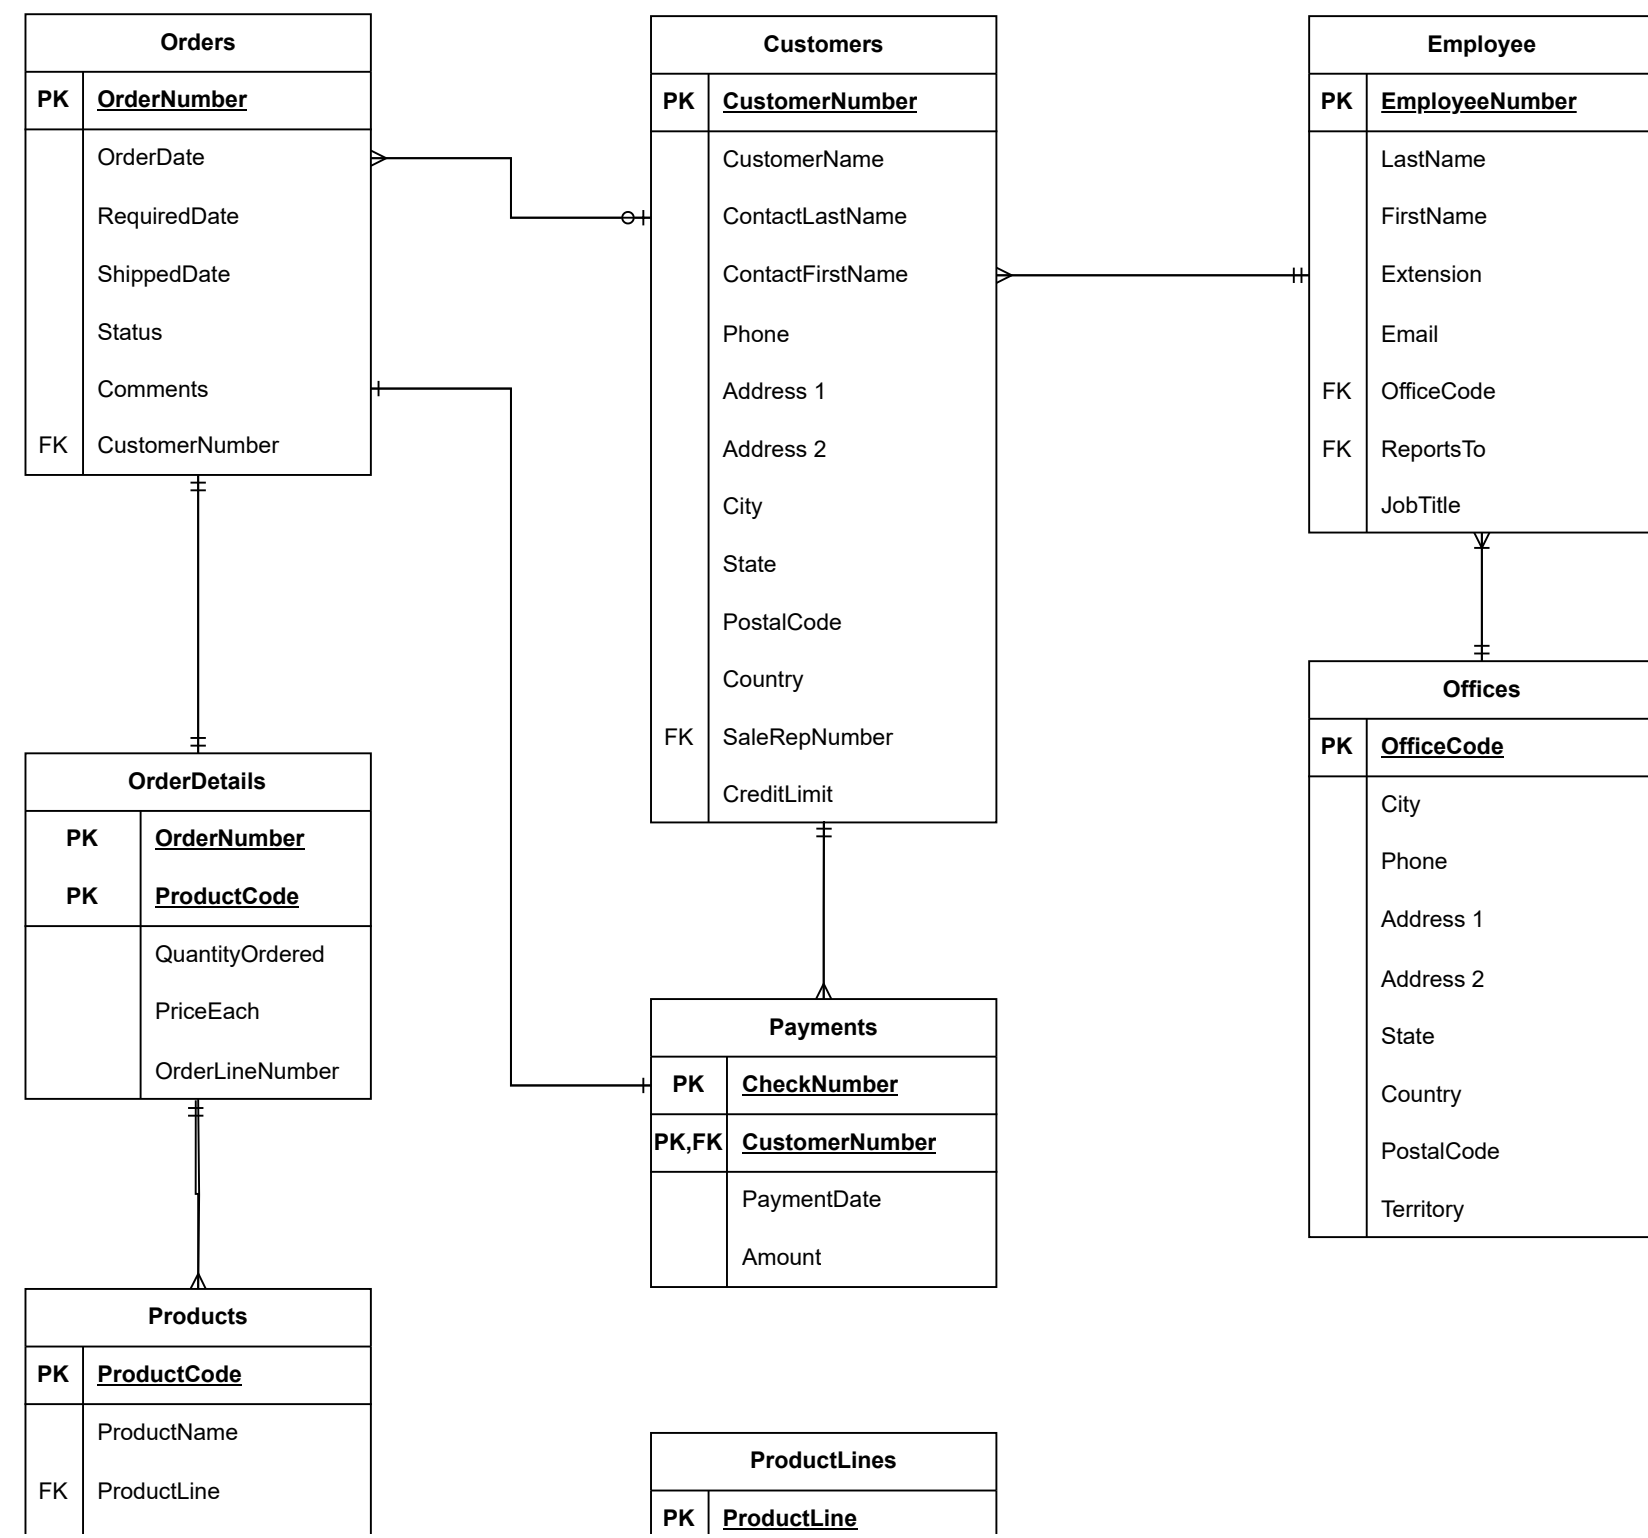 Orders
PK OrderNumber
OrderDate
RequiredDate
ShippedDate
Status
Comments
FK CustomerNumber
Customers
PK CustomerNumber
CustomerName
ContactLastName
ContactFirstName
Phone
Address 1
Address 2
City
State
PostalCode
Country
FK SaleRepNumber
CreditLimit
Employee
PK EmployeeNumber
LastName
FirstName
Extension
Email
FK OfficeCode
FK ReportsTo
JobTitle
OrderDetails
PK OrderNumber
PK ProductCode
QuantityOrdered
PriceEach
OrderLineNumber
Payments
PK CheckNumber
PK,FK CustomerNumber
PaymentDate
Amount
Offices
PK OfficeCode
City
Phone
Address 1
Address 2
State
Country
PostalCode
Territory
Products
PK ProductCode
ProductName
FK ProductLine
ProductLines
PK ProductLine